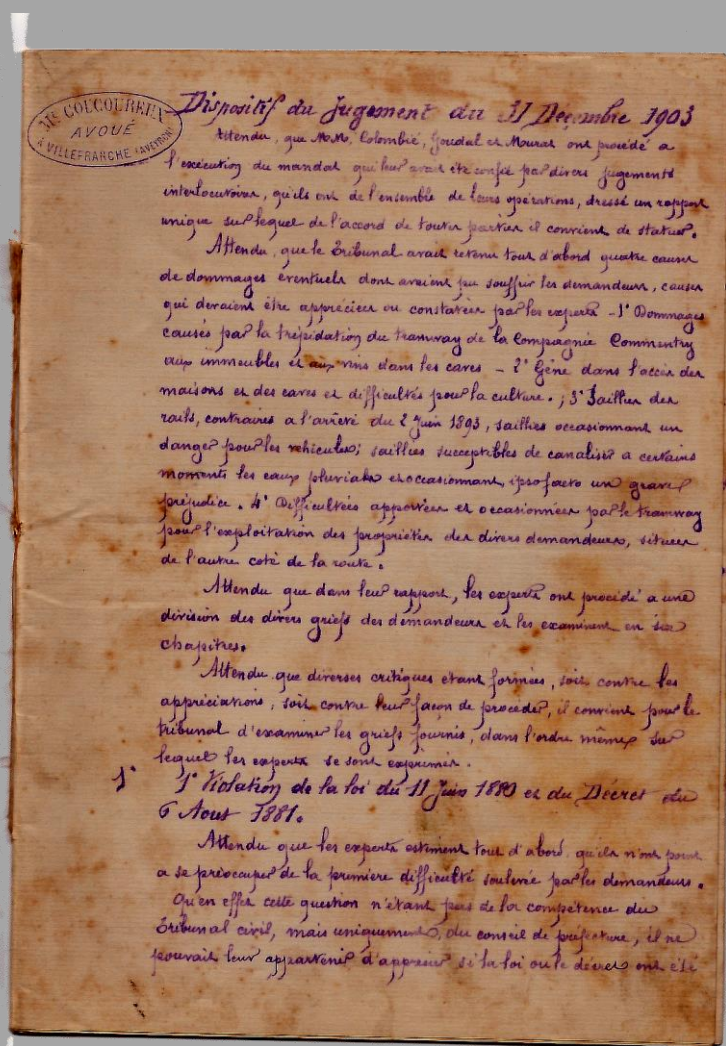 Mts COLCOUREUX
AVOUÉ
A VILLEFRANCHE (AVEYRON)
Dispositif du Jugement du 31 Décembre 1903
Attendu, que M.M. Colombié, Joudal et Mourat ont procédé a
l'exécution du mandat qui leur avait été confié par divers jugements
interlocutoires, qu'ils ont de l'ensemble de leurs opérations, dressé un rapport
unique sur lequel de l'accord de toutes parties il convient de statuer.
Attendu, que le Tribunal avait retenu tout d'abord quatre causes
de dommages éventuels dont avaient pu souffrir les demandeurs, causes
qui devraient être appréciées ou constatées par les experts - 1° Dommages
causés par la trépidation du tramway de la Compagnie Commentry
aux immeubles et aux vins dans les caves - 2° Gêne dans l'accès des
maisons et des caves et difficultés pour la culture. ; 3° Saillies des
rails, contraires a l'arrêté du 2 Juin 1893, saillies occasionnant un
danger pour les véhicules; saillies susceptibles de canaliser a certains
moments les eaux pluviales et occasionnant, ipso facto un grave
préjudice. 4° Difficultées apportées et occasionnées par le tramway
pour l'exploitation des propriétés des divers demandeurs, situées
de l'autre coté de la route.
Attendu que dans leur rapport, les experts ont procédé a une
division des divers griefs des demandeurs et les examinent en six
chapitres.
Attendu que diverses critiques étant formées, soit contre les
appréciations, soit contre leur façon de procéder, il convient pour le
tribunal d'examiner les griefs fournis, dans l'ordre même sur
lequel les experts se sont exprimés.
1° 1° Violation de la loi du 11 Juin 1880 et du Décret du
6 Aout 1881.
Attendu que les experts estiment tout d'abord, qu'ils n'ont point
a se préoccuper de la première difficulté soulevée par les demandeurs.
Qu'en effet cette question n'étant pas de la compétence du
Tribunal civil, mais uniquement, du conseil de préfecture, il ne
pouvait leur appartenir d'apprécier si la loi ou le décret ont été